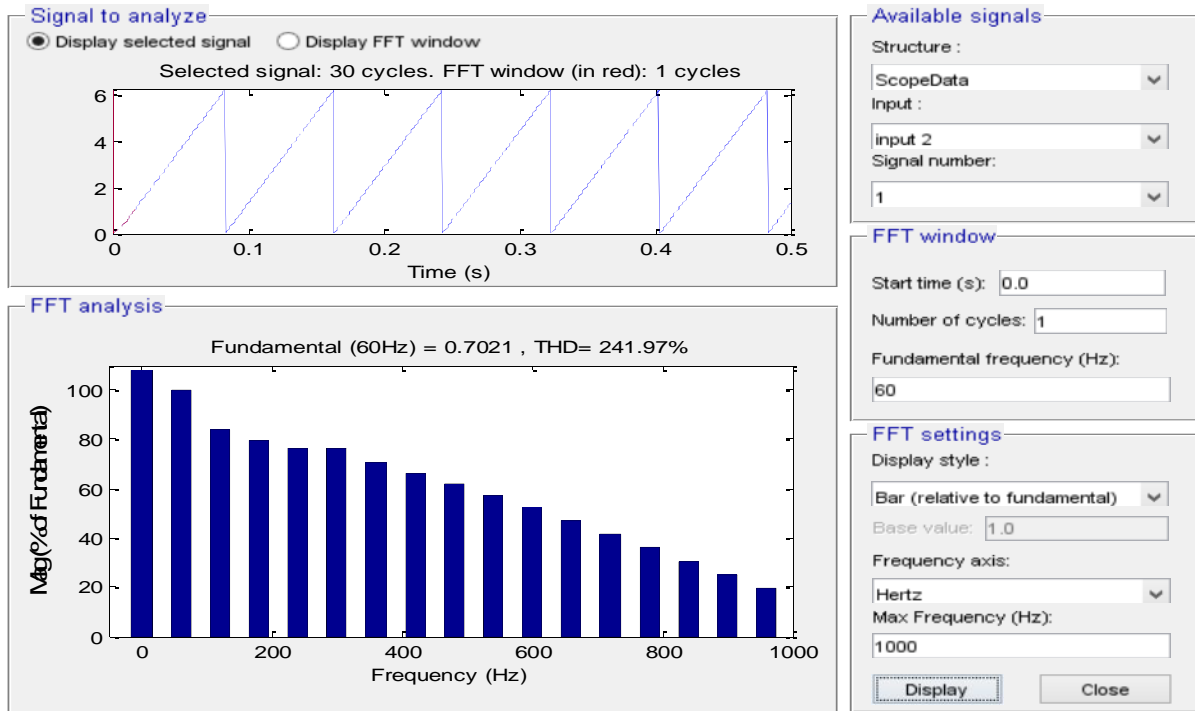 Signal to analyze
Display selected signal Display FFT window
Selected signal: 30 cycles. FFT window (in red): 1 cycles
6
4
2
0
0 0.1 0.2 0.3 0.4 0.5
Time (s)
FFT analysis
Fundamental (60Hz) = 0.7021 , THD= 241.97%
Mag (% of Fundamental)
100
80
60
40
20
0
0 200 400 600 800 1000
Frequency (Hz)
Available signals
Structure :
ScopeData
Input :
input 2
Signal number:
1
FFT window
Start time (s): 0.0
Number of cycles: 1
Fundamental frequency (Hz):
60
FFT settings
Display style :
Bar (relative to fundamental)
Base value: 1.0
Frequency axis:
Hertz
Max Frequency (Hz):
1000
Display Close